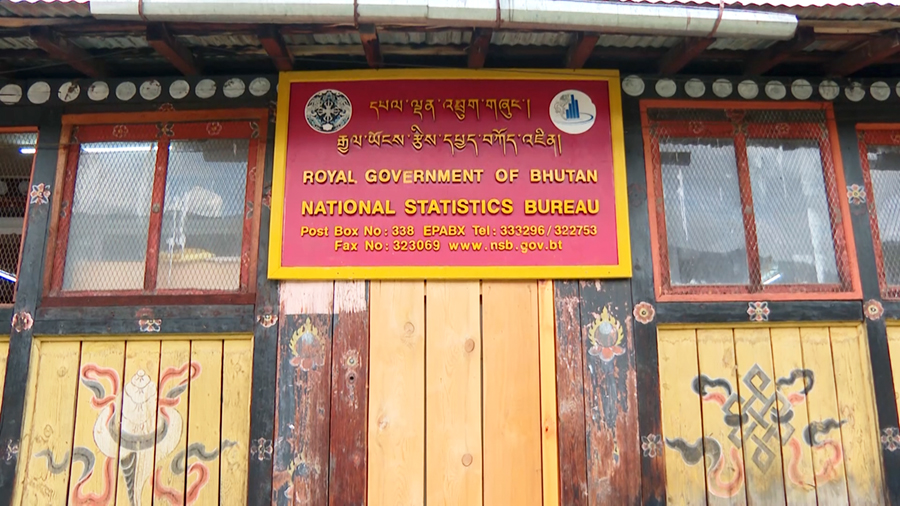 དཔལ་ལྡན་འབྲུག་གཞུང་།
རྒྱལ་ཡོངས་རྩིས་དཔྱད་བཀོད་འཛིན།
ROYAL GOVERNMENT OF BHUTAN
NATIONAL STATISTICS BUREAU
Post Box No: 338 EPABX Tel: 333296/322753
Fax No: 323069 www.nsb.gov.bt